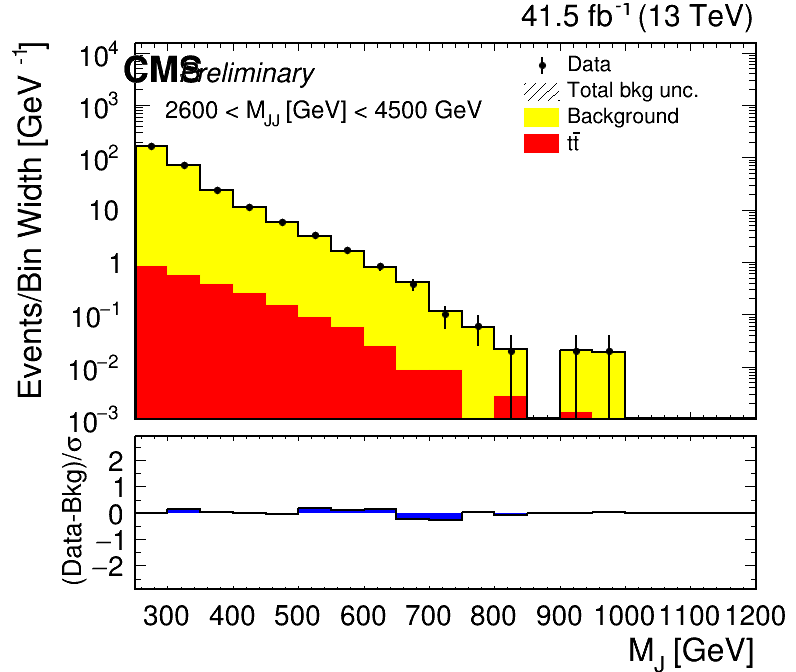 41.5 fb⁻¹ (13 TeV)
CMS Preliminary
2600 < M_JJ [GeV] < 4500 GeV
Data
Total bkg unc.
Background
tt̄
Events/Bin Width [GeV⁻¹]
10⁴
10³
10²
10
1
10⁻¹
10⁻²
10⁻³
(Data-Bkg)/σ
2
1
0
−1
−2
300 400 500 600 700 800 900 1000 1100 1200
M_J [GeV]